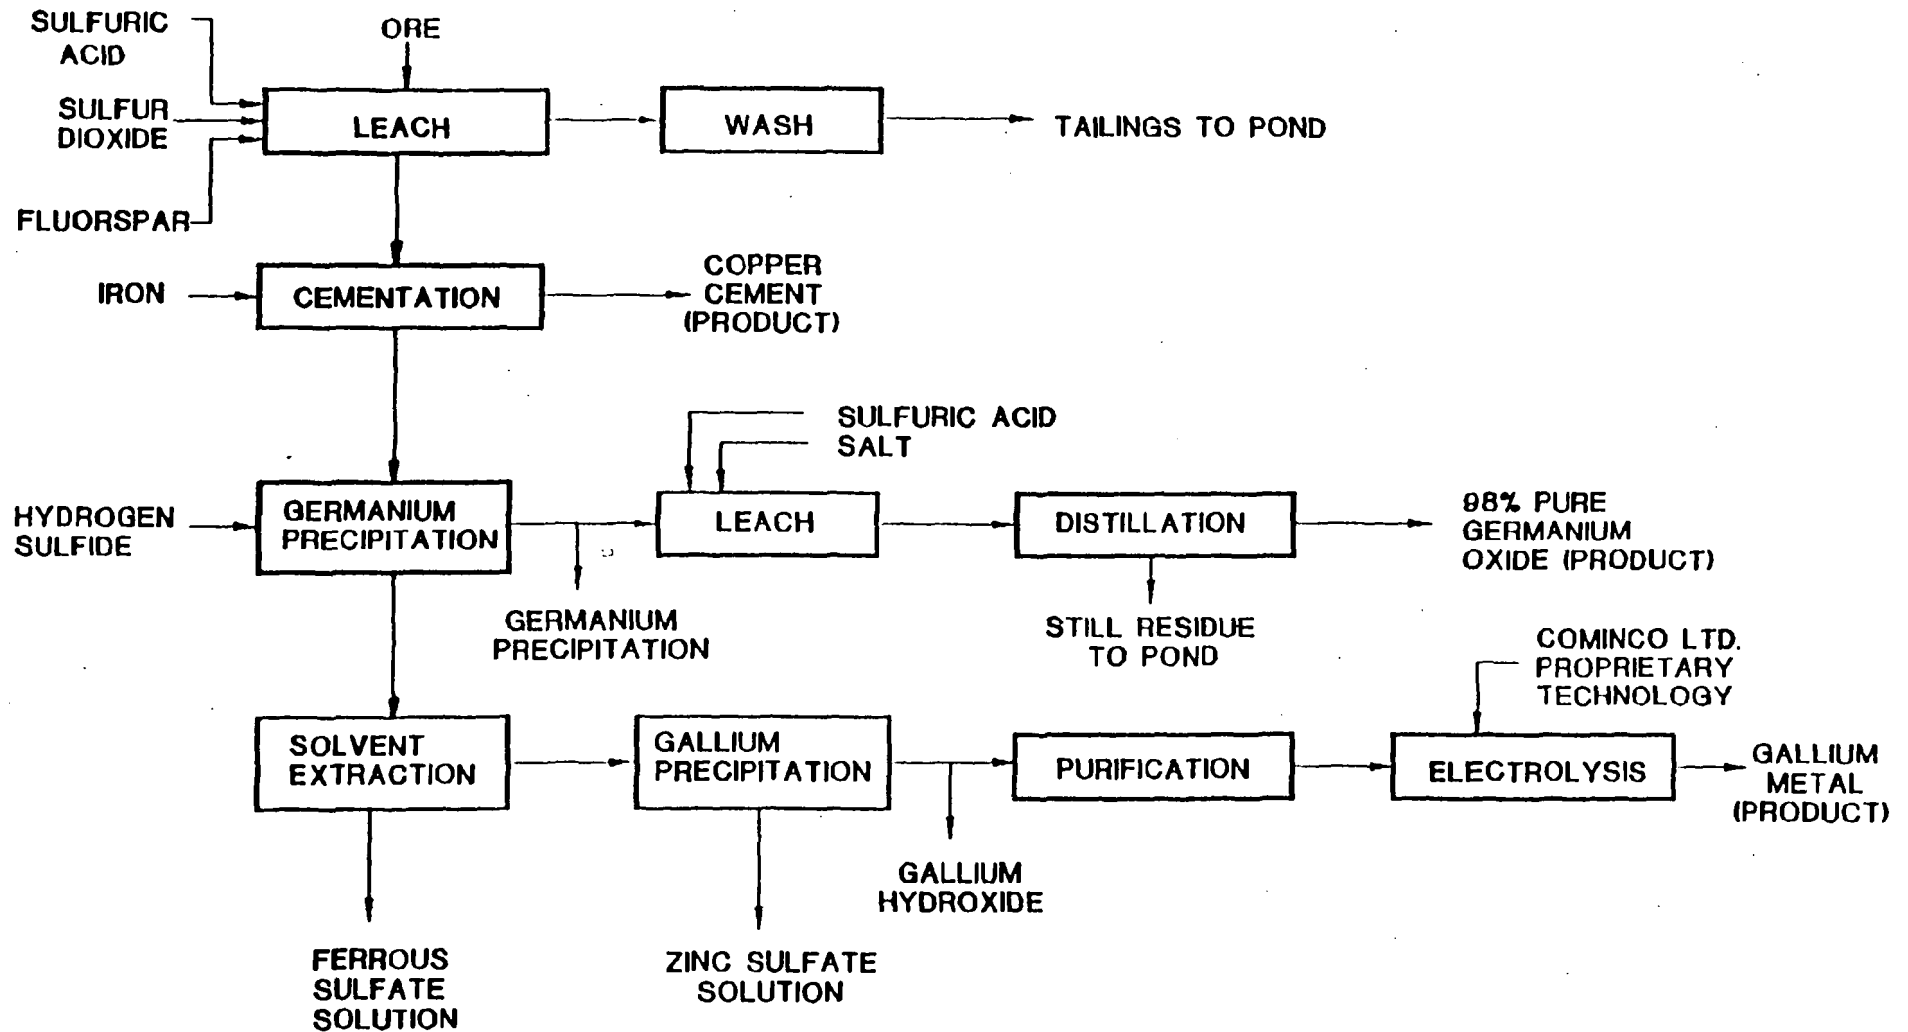 SULFURIC
ACID
ORE
SULFUR
DIOXIDE
LEACH
WASH
TAILINGS TO POND
FLUORSPAR
IRON
CEMENTATION
COPPER
CEMENT
(PRODUCT)
SULFURIC ACID
SALT
HYDROGEN
SULFIDE
GERMANIUM
PRECIPITATION
LEACH
DISTILLATION
98% PURE
GERMANIUM
OXIDE (PRODUCT)
GERMANIUM
PRECIPITATION
STILL RESIDUE
TO POND
COMINCO LTD.
PROPRIETARY
TECHNOLOGY
SOLVENT
EXTRACTION
GALLIUM
PRECIPITATION
PURIFICATION
ELECTROLYSIS
GALLIUM
METAL
(PRODUCT)
GALLIUM
HYDROXIDE
FERROUS
SULFATE
SOLUTION
ZINC SULFATE
SOLUTION